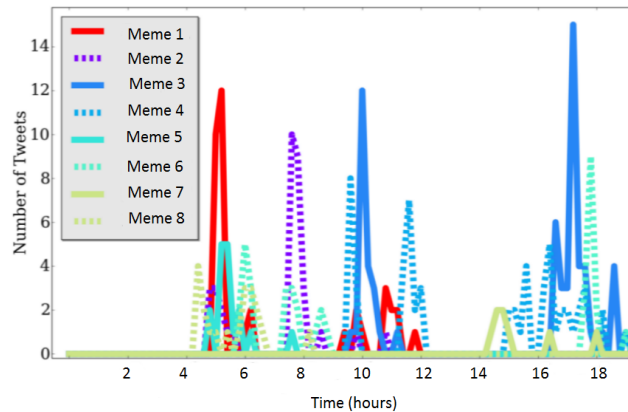 Number of Tweets
14
12
10
8
6
4
2
0
Meme 1
Meme 2
Meme 3
Meme 4
Meme 5
Meme 6
Meme 7
Meme 8
2 4 6 8 10 12 14 16 18
Time (hours)